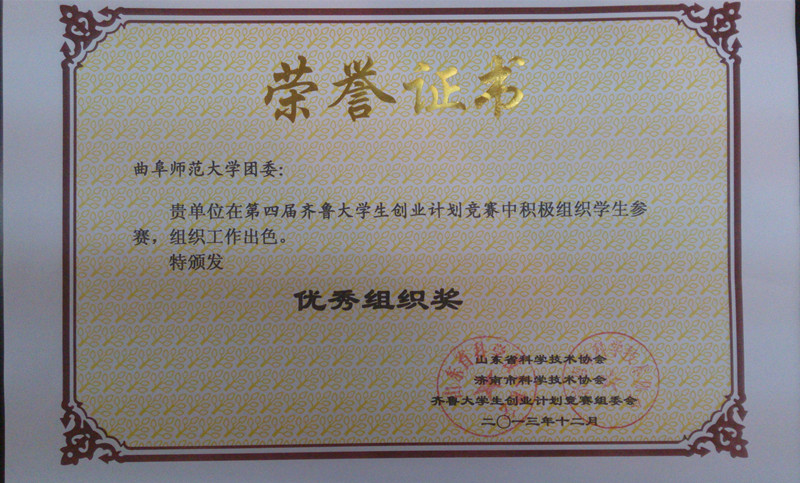 荣誉证书
曲阜师范大学团委:
贵单位在第四届齐鲁大学生创业计划竞赛中积极组织学生参
赛，组织工作出色。
特颁发
优秀组织奖
山东省科学技术协会
济南市科学技术协会
齐鲁大学生创业计划竞赛组委会
二〇一三年十二月